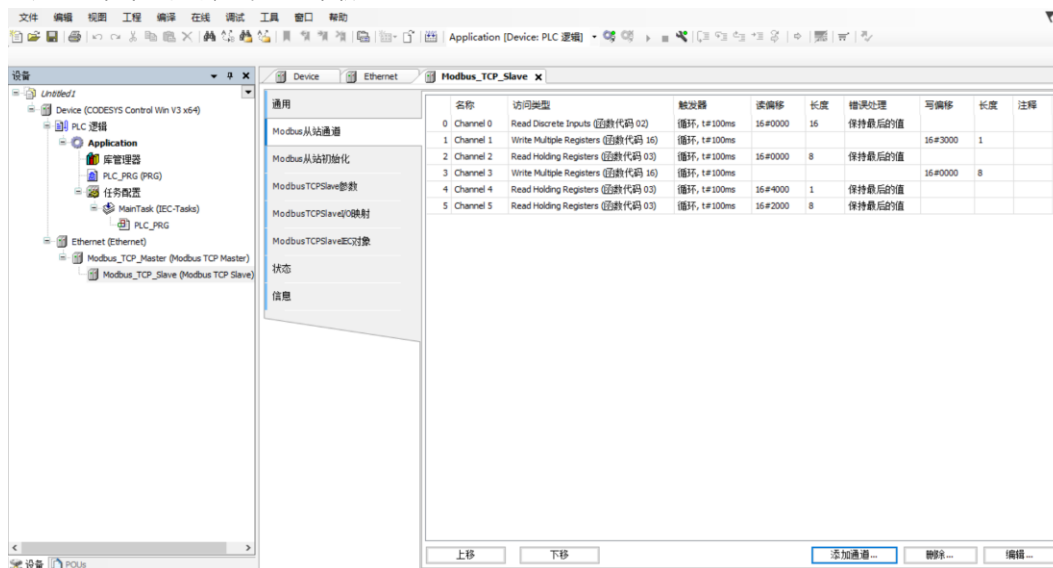 文件 编辑 视图 工程 编译 在线 调试 工具 窗口 帮助
Application [Device: PLC 逻辑]
设备
Device Ethernet Modbus_TCP_Slave x
Untitled1
Device (CODESYS Control Win V3 x64)
PLC 逻辑
Application
库管理器
PLC_PRG (PRG)
任务配置
MainTask (IEC-Tasks)
PLC_PRG
Ethernet (Ethernet)
Modbus_TCP_Master (Modbus TCP Master)
Modbus_TCP_Slave (Modbus TCP Slave)
设备 POUs
通用
Modbus从站通道
Modbus从站初始化
ModbusTCPSlave参数
ModbusTCPSlaveI/O映射
ModbusTCPSlaveIEC对象
状态
信息
名称 访问类型 触发器 读偏移 长度 错误处理 写偏移 长度 注释
0 Channel 0 Read Discrete Inputs (函数代码 02) 循环, t#100ms 16#0000 16 保持最后的值
1 Channel 1 Write Multiple Registers (函数代码 16) 循环, t#100ms 16#3000 1
2 Channel 2 Read Holding Registers (函数代码 03) 循环, t#100ms 16#0000 8 保持最后的值
3 Channel 3 Write Multiple Registers (函数代码 16) 循环, t#100ms 16#0000 8
4 Channel 4 Read Holding Registers (函数代码 03) 循环, t#100ms 16#4000 1 保持最后的值
5 Channel 5 Read Holding Registers (函数代码 03) 循环, t#100ms 16#2000 8 保持最后的值
上移 下移 添加通道... 删除... 编辑...